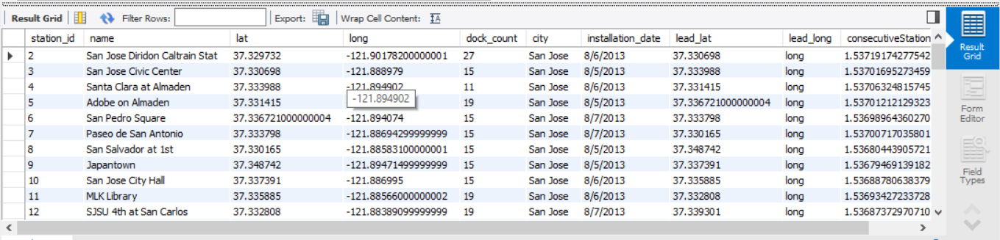 Result Grid Filter Rows: Export: Wrap Cell Content: IA
station_id name lat long dock_count city installation_date lead_lat lead_long consecutiveStation
2 San Jose Diridon Caltrain Stat 37.329732 -121.90178200000001 27 San Jose 8/6/2013 37.330698 long 1.53719174277542
3 San Jose Civic Center 37.330698 -121.888979 15 San Jose 8/5/2013 37.333988 long 1.53701695273459
4 Santa Clara at Almaden 37.333988 -121.894902 11 San Jose 8/6/2013 37.331415 long 1.53706324815745
5 Adobe on Almaden 37.331415 -121.894902 19 San Jose 8/5/2013 37.336721000000004 long 1.53701212129323
6 San Pedro Square 37.336721000000004 -121.894074 15 San Jose 8/7/2013 37.333798 long 1.53698964360270
7 Paseo de San Antonio 37.333798 -121.88694299999999 15 San Jose 8/7/2013 37.330165 long 1.53700717035801
8 San Salvador at 1st 37.330165 -121.88583100000001 15 San Jose 8/5/2013 37.348742 long 1.53680443905721
9 Japantown 37.348742 -121.89471499999999 15 San Jose 8/5/2013 37.337391 long 1.53679469139182
10 San Jose City Hall 37.337391 -121.886995 15 San Jose 8/6/2013 37.335885 long 1.53688780638379
11 MLK Library 37.335885 -121.88566000000002 19 San Jose 8/6/2013 37.332808 long 1.53693427233728
12 SJSU 4th at San Carlos 37.332808 -121.88389099999999 19 San Jose 8/7/2013 37.339301 long 1.53687372970710
Result
Grid
Form
Editor
Field
Types